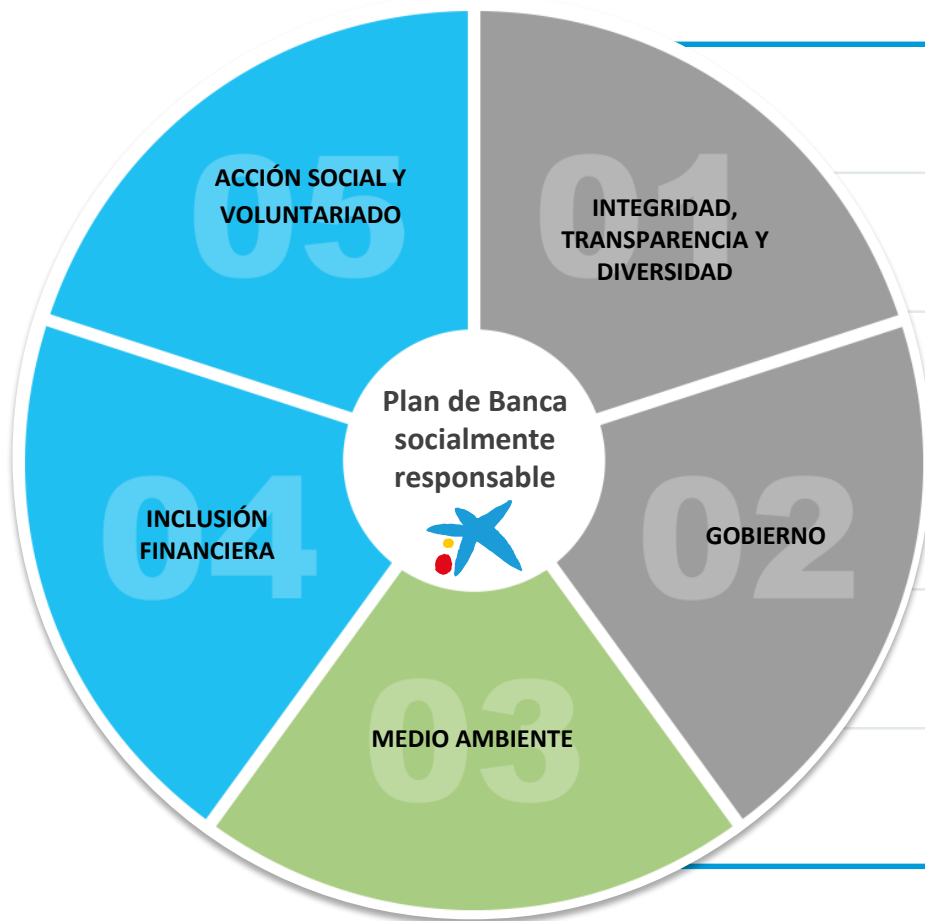 01
INTEGRIDAD,
TRANSPARENCIA Y
DIVERSIDAD
02
GOBIERNO
03
MEDIO AMBIENTE
04
INCLUSIÓN
FINANCIERA
05
ACCIÓN SOCIAL Y
VOLUNTARIADO
Plan de Banca
socialmente
responsable